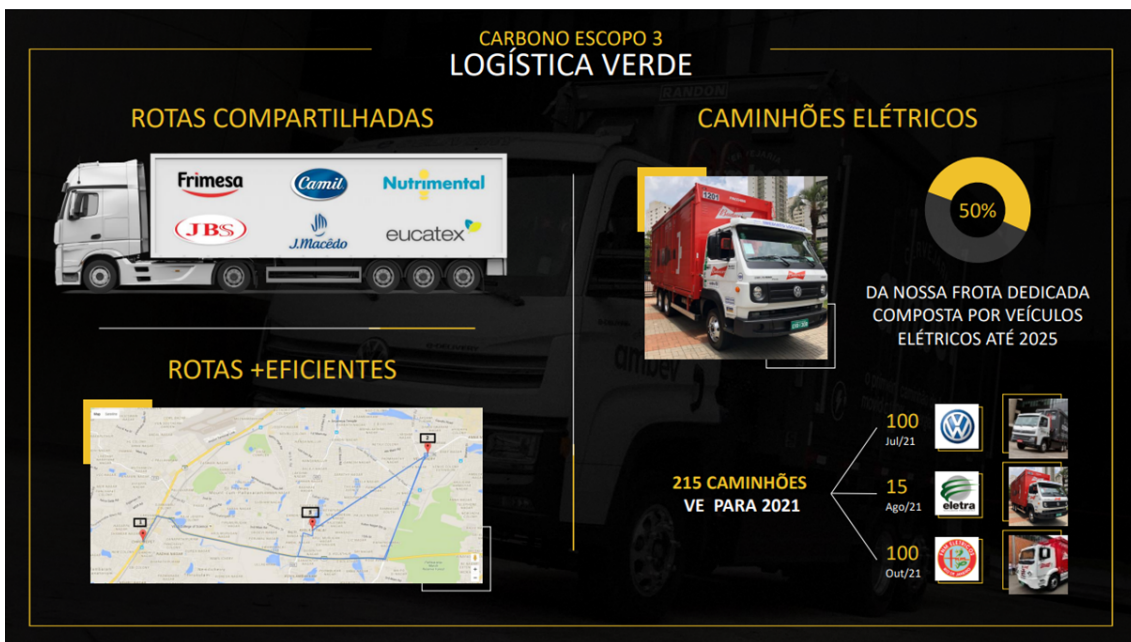 CARBONO ESCOPO 3
LOGÍSTICA VERDE
ROTAS COMPARTILHADAS
Frimesa
Camil
Nutrimental
JBS
J.Macêdo
eucatex
ROTAS +EFICIENTES
CAMINHÕES ELÉTRICOS
RANDON
1201
50%
DA NOSSA FROTA DEDICADA
COMPOSTA POR VEÍCULOS
ELÉTRICOS ATÉ 2025
ambev
215 CAMINHÕES
VE PARA 2021
100
Jul/21
15
Ago/21
eletra
100
Out/21